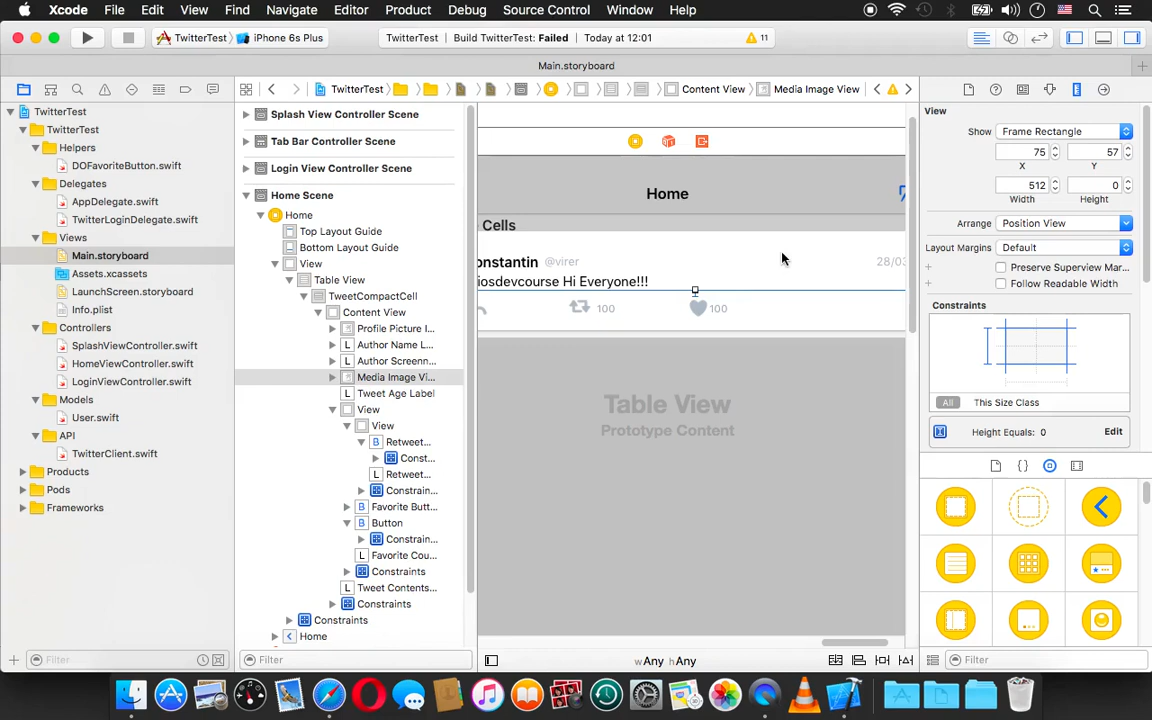 Xcode File Edit View Find Navigate Editor Product Debug Source Control Window Help
TwitterTest iPhone 6s Plus TwitterTest Build TwitterTest: Failed Today at 12:01 11
Main.storyboard
TwitterTest Content View Media Image View
TwitterTest
TwitterTest
Helpers
DOFavoriteButton.swift
Delegates
AppDelegate.swift
TwitterLoginDelegate.swift
Views
Main.storyboard
Assets.xcassets
LaunchScreen.storyboard
Info.plist
Controllers
SplashViewController.swift
HomeViewController.swift
LoginViewController.swift
Models
User.swift
API
TwitterClient.swift
Products
Pods
Frameworks
Filter
Splash View Controller Scene
Tab Bar Controller Scene
Login View Controller Scene
Home Scene
Home
Top Layout Guide
Bottom Layout Guide
View
Table View
TweetCompactCell
Content View
Profile Picture I...
Author Name L...
Author Screenn...
Media Image Vi...
Tweet Age Label
View
View
Retweet...
Const...
Retweet...
Constrain...
Favorite Butt...
Button
Constrain...
Favorite Cou...
Constraints
Tweet Contents...
Constraints
Constraints
Home
Filter
Home
Cells
onstantin @virer 28/03
iosdevcourse Hi Everyone!!!
100 100
Table View
Prototype Content
wAny hAny
View
Show Frame Rectangle
75 57
X Y
512 0
Width Height
Arrange Position View
Layout Margins Default
Preserve Superview Mar...
Follow Readable Width
Constraints
All This Size Class
Height Equals: 0 Edit
Filter